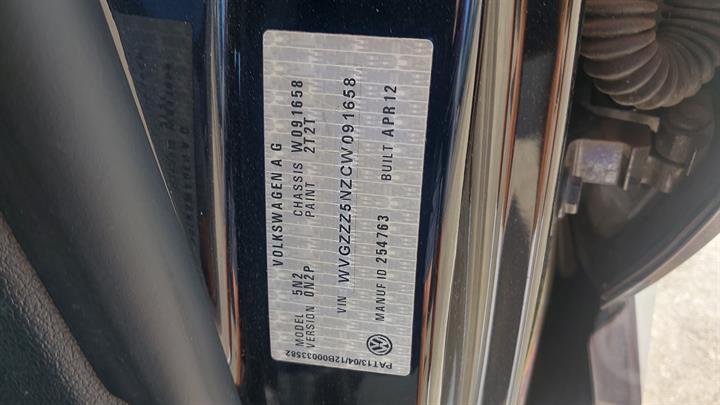 VOLKSWAGEN A G
MODEL 5N2 CHASSIS W091658
VERSION 0N2P PAINT 2T2T
VIN WVGZZZ5NZCW091658
MANUF ID 254763 BUILT APR12
PAT13/04/12B00033582